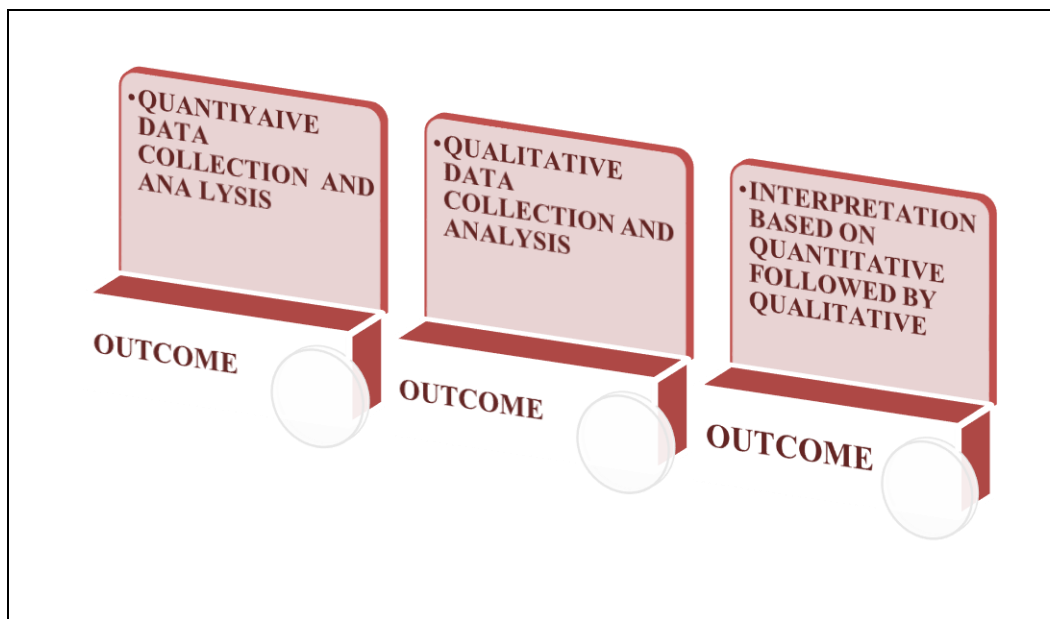 •QUANTIYAIVE
DATA
COLLECTION AND
ANA LYSIS
OUTCOME
•QUALITATIVE
DATA
COLLECTION AND
ANALYSIS
OUTCOME
•INTERPRETATION
BASED ON
QUANTITATIVE
FOLLOWED BY
QUALITATIVE
OUTCOME